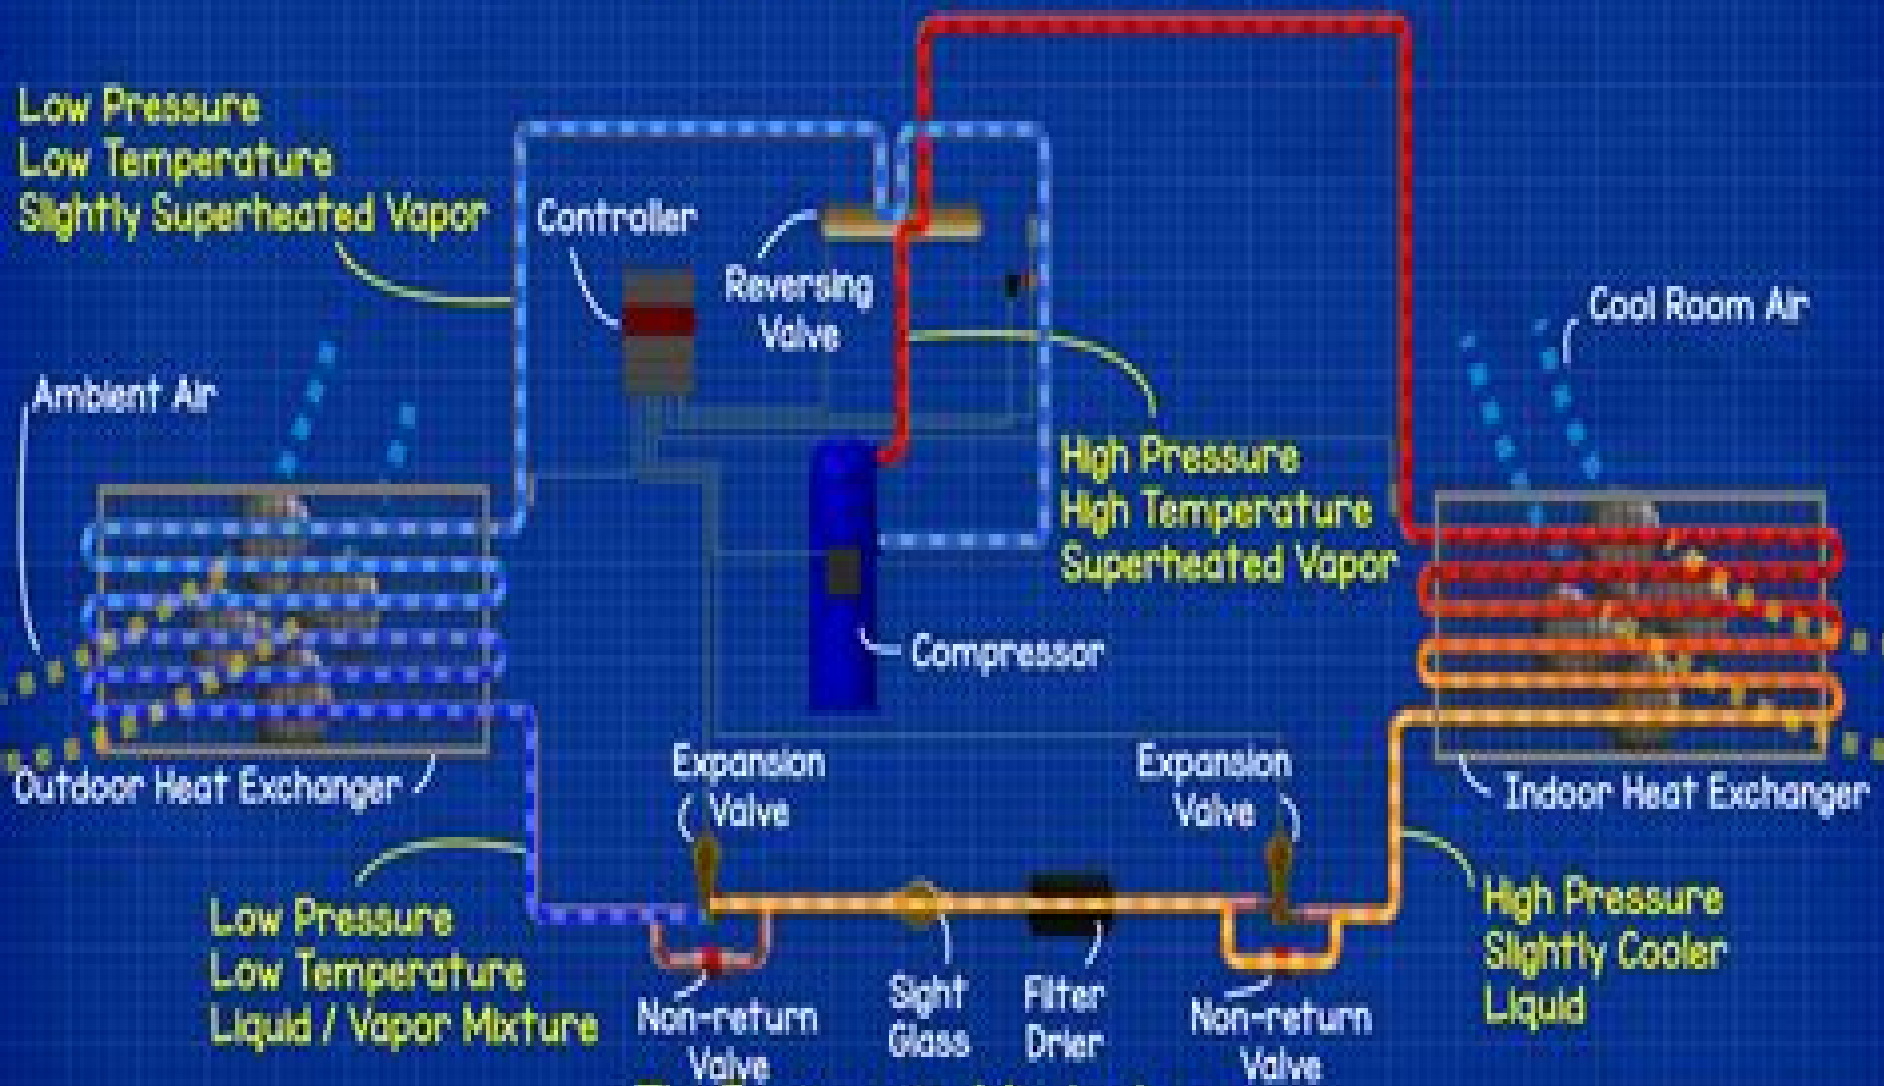 Low Pressure
Low Temperature
Slightly Superheated Vapor
Controller
Reversing
Valve
Cool Room Air
Ambient Air
High Pressure
High Temperature
Superheated Vapor
Compressor
Outdoor Heat Exchanger
Expansion
Valve
Expansion
Valve
Indoor Heat Exchanger
Low Pressure
Low Temperature
Liquid / Vapor Mixture
Non-return
Valve
Sight
Glass
Filter
Drier
Non-return
Valve
High Pressure
Slightly Cooler
Liquid